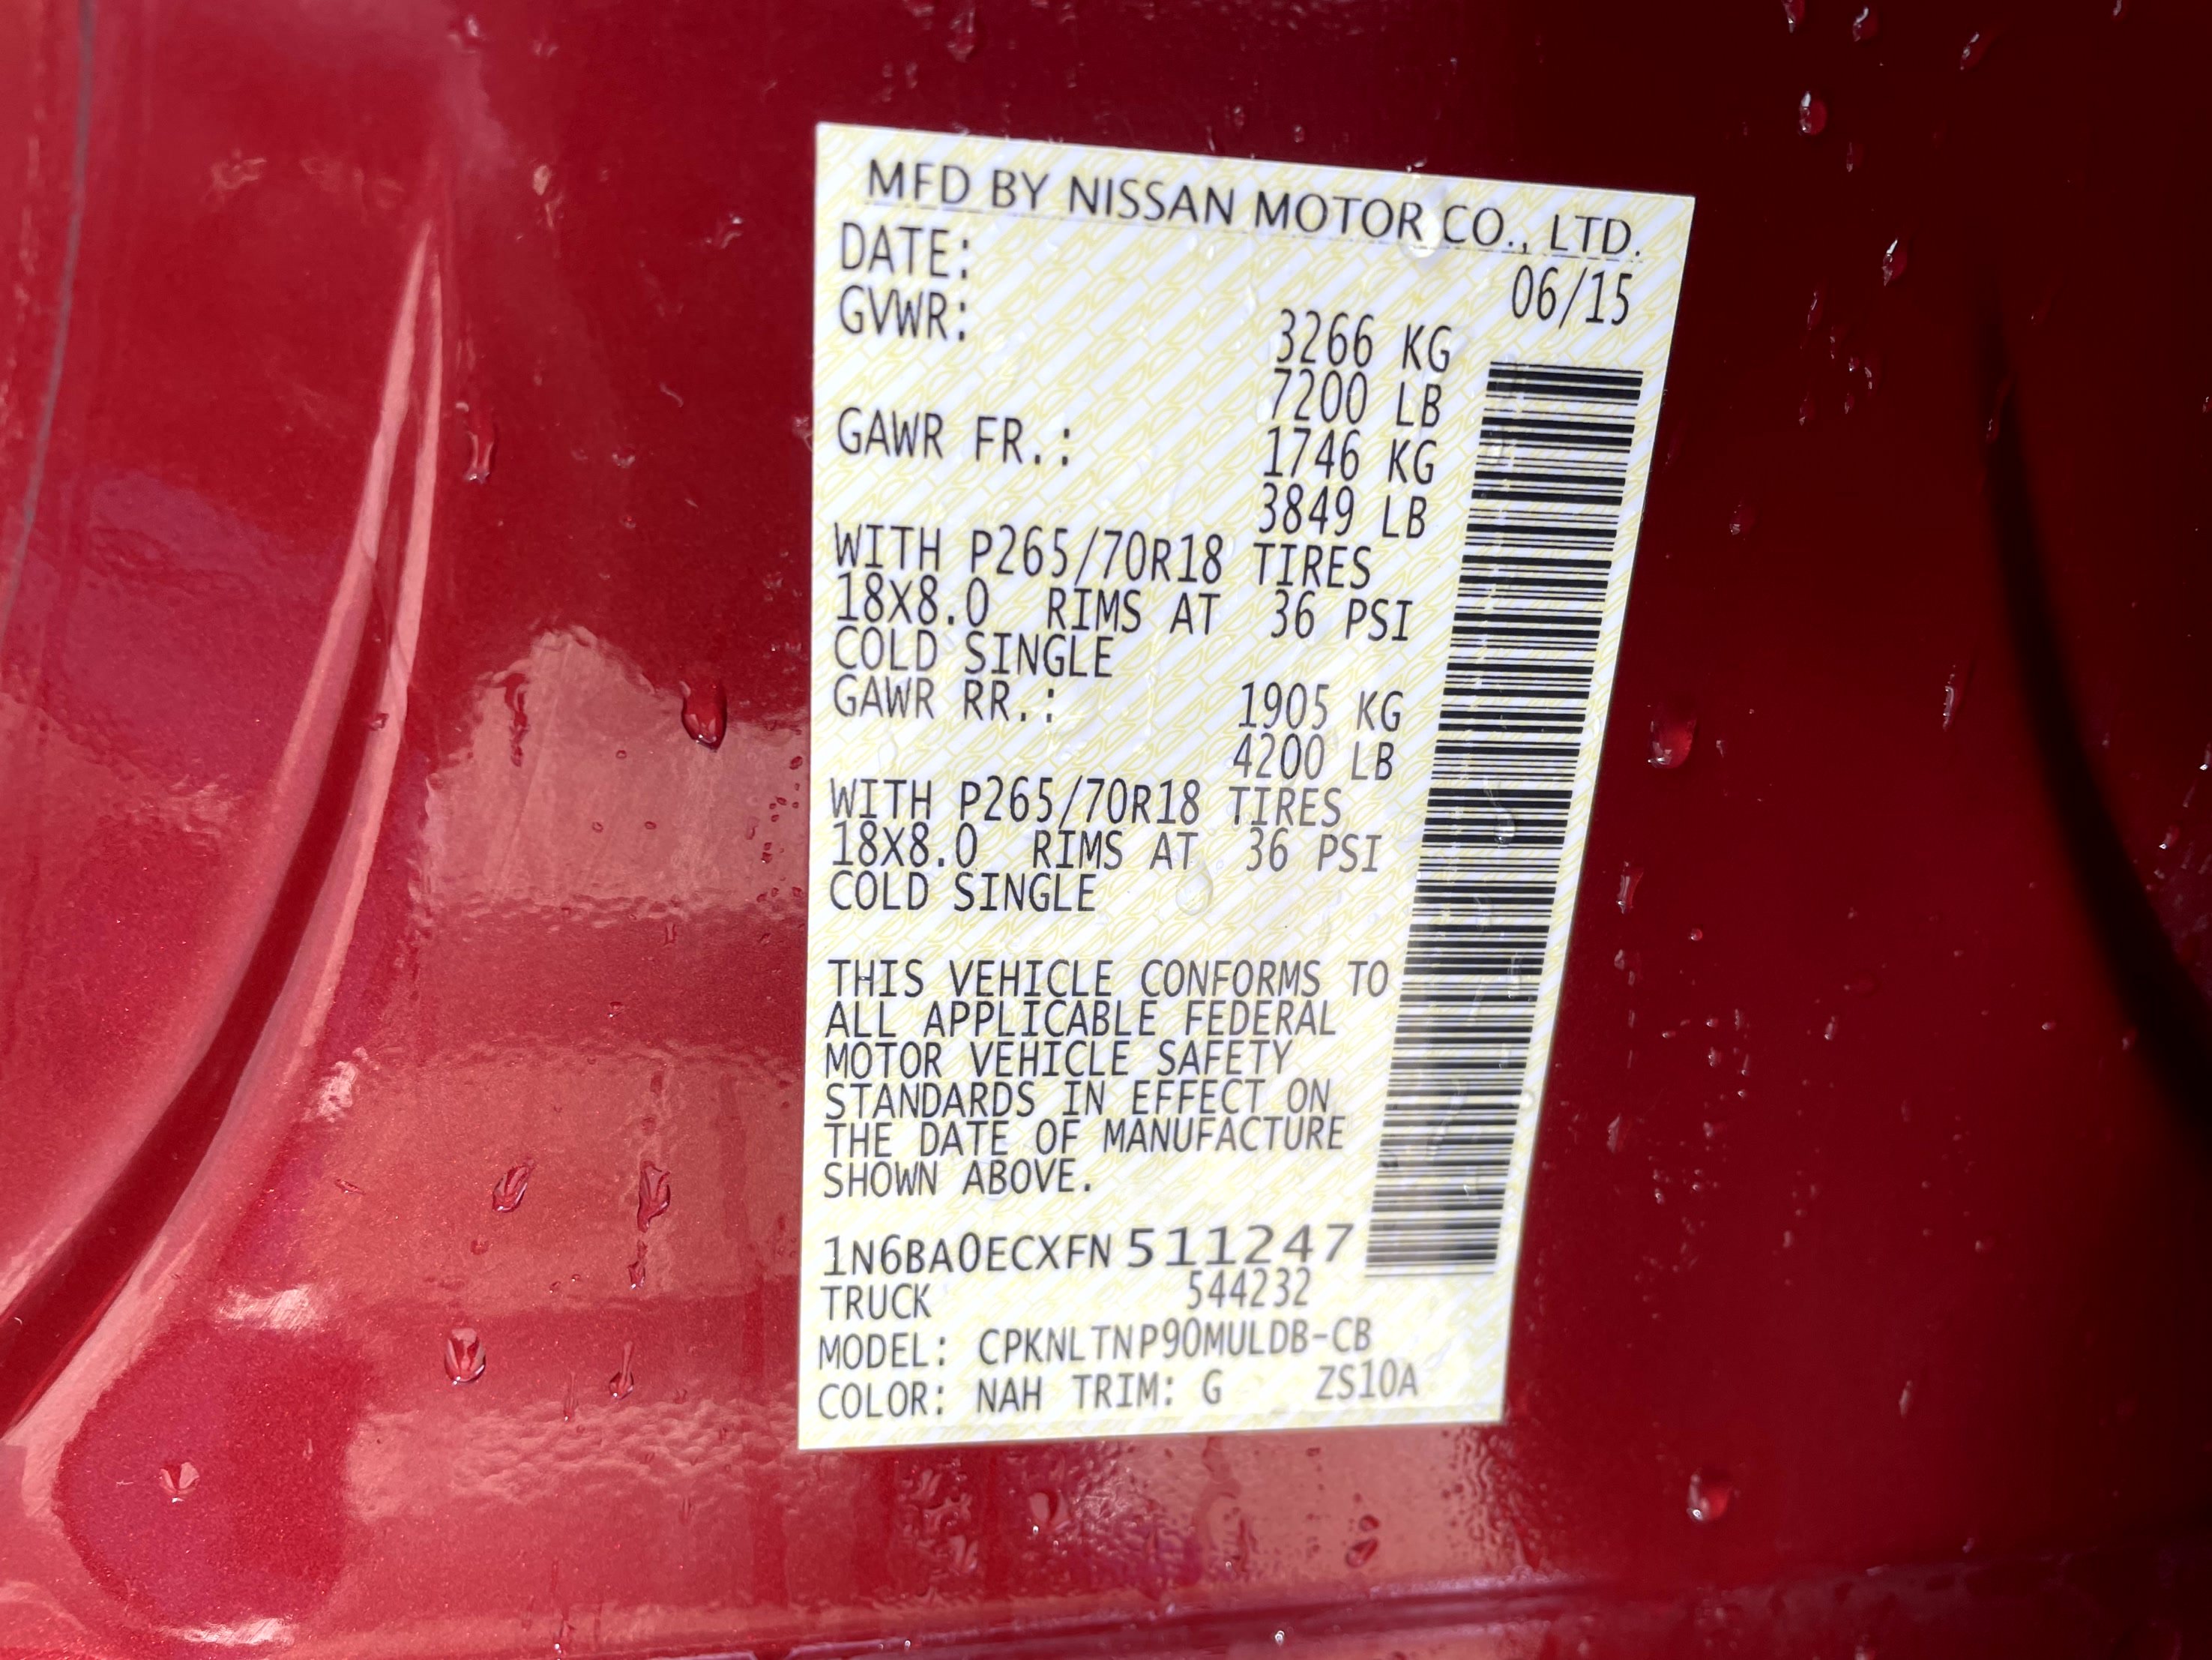 MFD BY NISSAN MOTOR CO., LTD.
DATE: 06/15
GVWR: 3266 KG
7200 LB
GAWR FR.: 1746 KG
3849 LB
WITH P265/70R18 TIRES
18X8.0 RIMS AT 36 PSI
COLD SINGLE
GAWR RR.: 1905 KG
4200 LB
WITH P265/70R18 TIRES
18X8.0 RIMS AT 36 PSI
COLD SINGLE
THIS VEHICLE CONFORMS TO
ALL APPLICABLE FEDERAL
MOTOR VEHICLE SAFETY
STANDARDS IN EFFECT ON
THE DATE OF MANUFACTURE
SHOWN ABOVE.
1N6BA0ECXFN511247
TRUCK 544232
MODEL: CPKNLTNP90MULDB-CB
COLOR: NAH TRIM: G ZS10A